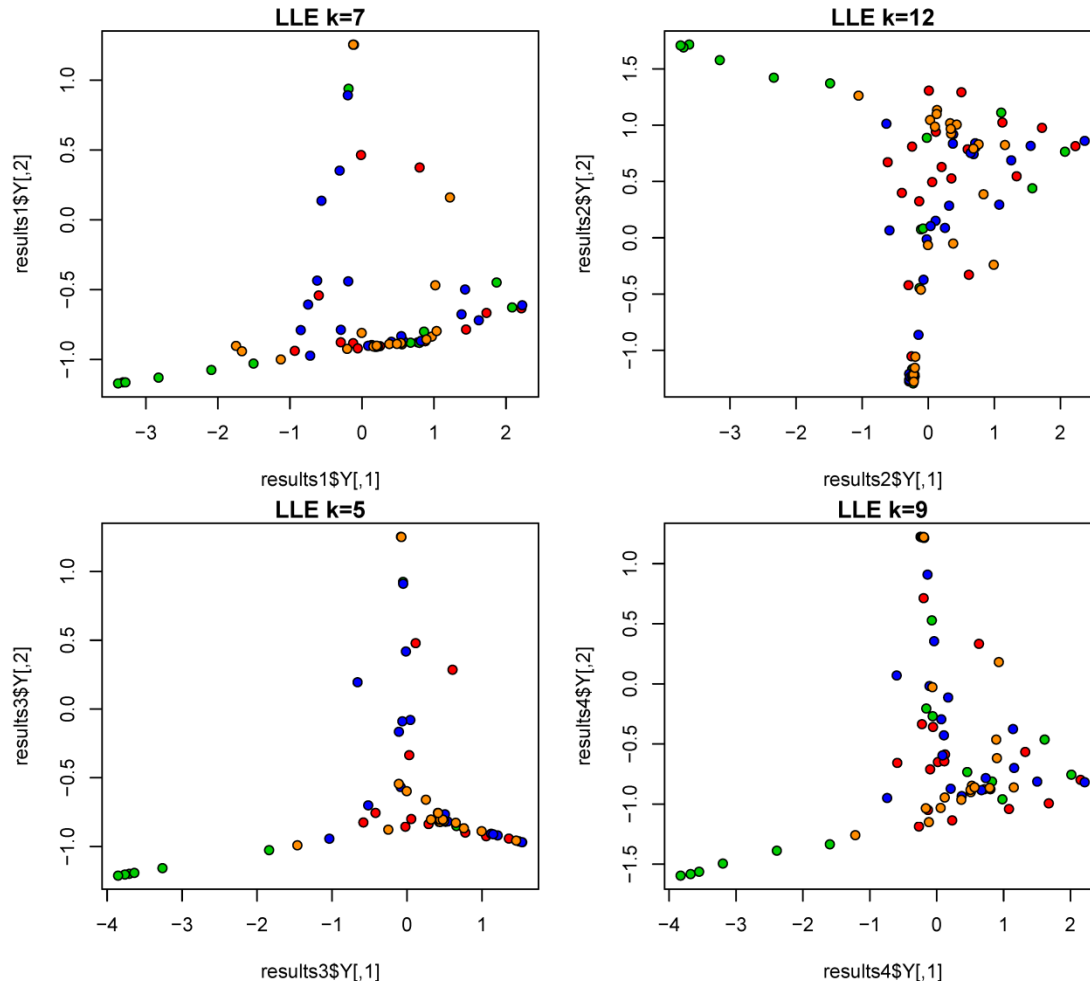 LLE k=7
results1$Y[,2]
1.0
0.5
0.0
−0.5
−1.0
−3 −2 −1 0 1 2
results1$Y[,1]
LLE k=12
results2$Y[,2]
1.5
1.0
0.5
0.0
−0.5
−1.0
−3 −2 −1 0 1 2
results2$Y[,1]
LLE k=5
results3$Y[,2]
1.0
0.5
0.0
−0.5
−1.0
−4 −3 −2 −1 0 1
results3$Y[,1]
LLE k=9
results4$Y[,2]
1.0
0.5
0.0
−0.5
−1.0
−1.5
−4 −3 −2 −1 0 1 2
results4$Y[,1]